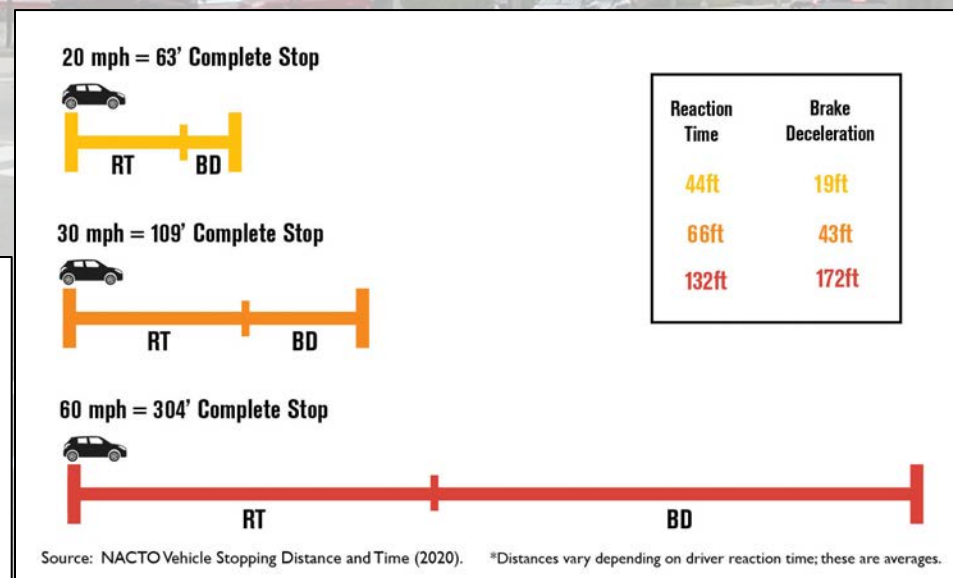 20 mph = 63' Complete Stop
RT BD
30 mph = 109' Complete Stop
RT BD
60 mph = 304' Complete Stop
RT BD
Reaction Time Brake Deceleration
44ft 19ft
66ft 43ft
132ft 172ft
Source: NACTO Vehicle Stopping Distance and Time (2020). *Distances vary depending on driver reaction time; these are averages.